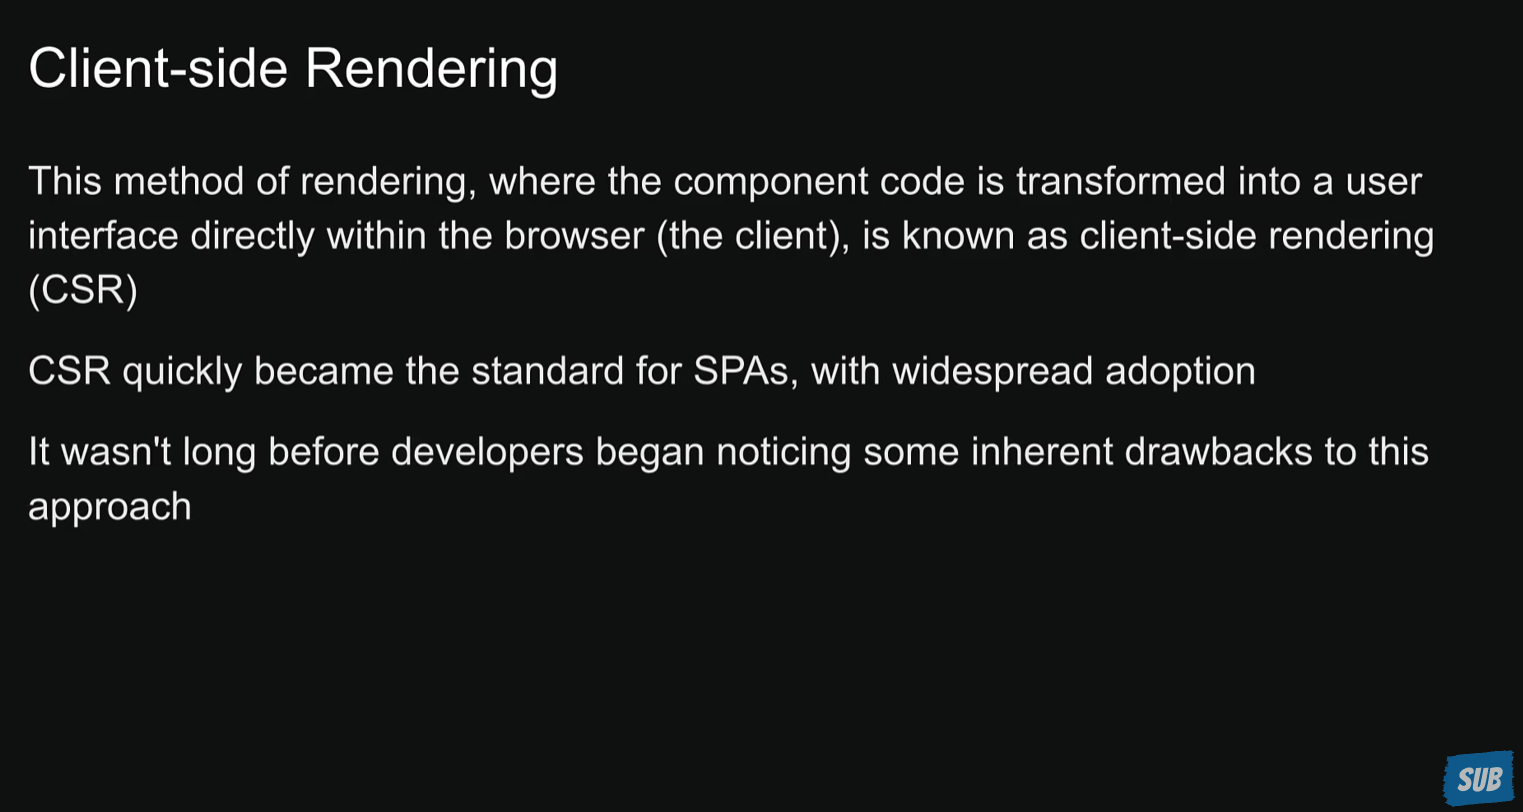 Client-side Rendering
This method of rendering, where the component code is transformed into a user
interface directly within the browser (the client), is known as client-side rendering
(CSR)
CSR quickly became the standard for SPAs, with widespread adoption
It wasn't long before developers began noticing some inherent drawbacks to this
approach
SUB